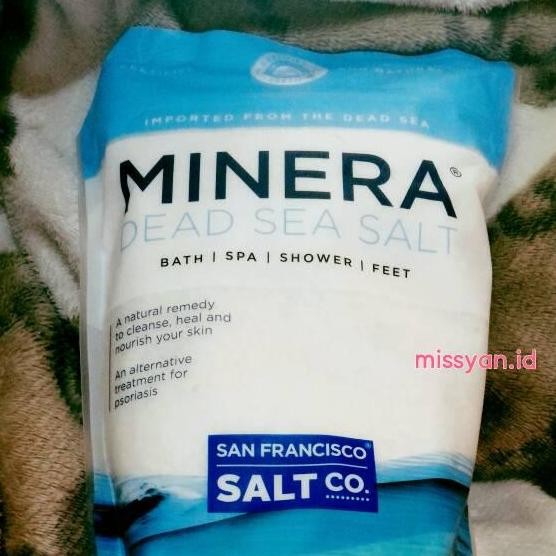 IMPORTED FROM THE DEAD SEA
MINERA®
DEAD SEA SALT
BATH | SPA | SHOWER | FEET
A natural remedy
to cleanse, heal and
nourish your skin
An alternative
treatment for
psoriasis
missyan.id
SAN FRANCISCO®
SALT CO.